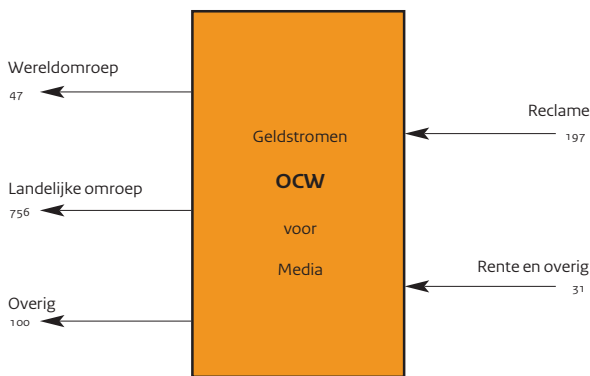 Wereldomroep
47
Landelijke omroep
756
Overig
100
Geldstromen
OCW
voor
Media
Reclame
197
Rente en overig
31